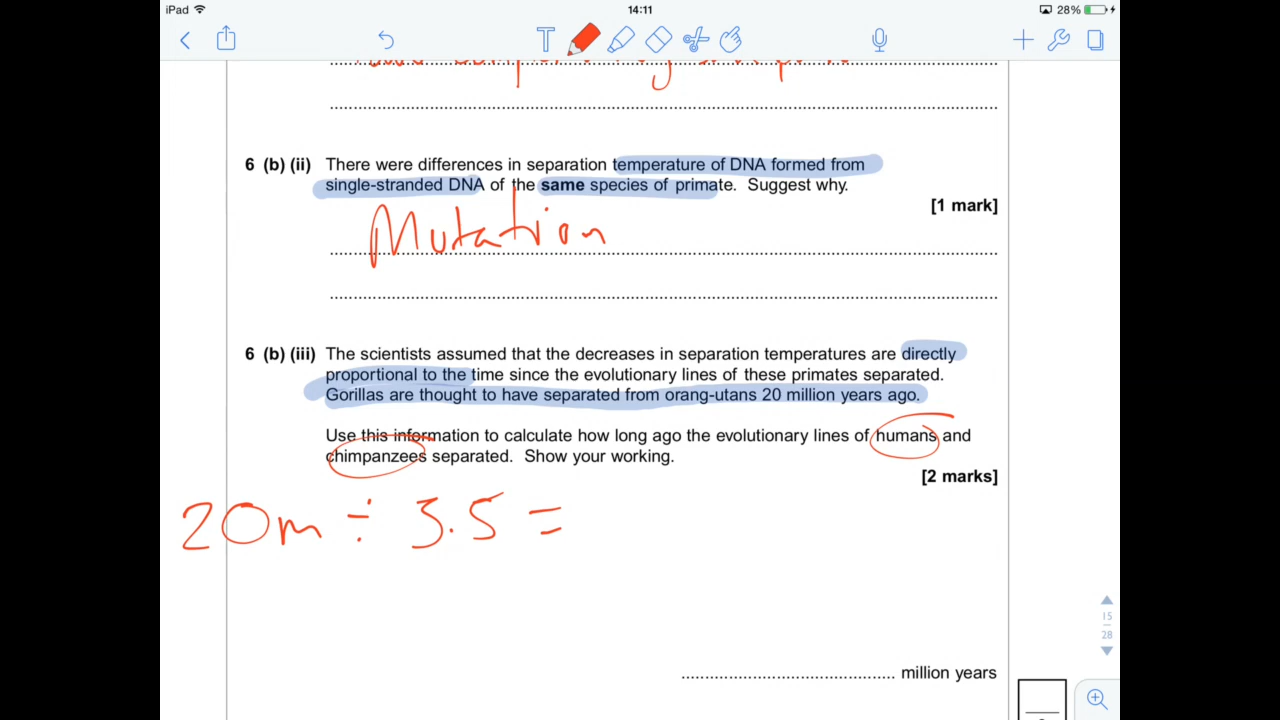 iPad 14:11 28%
6 (b) (ii) There were differences in separation temperature of DNA formed from
single-stranded DNA of the same species of primate. Suggest why.
[1 mark]
Mutation
6 (b) (iii) The scientists assumed that the decreases in separation temperatures are directly
proportional to the time since the evolutionary lines of these primates separated.
Gorillas are thought to have separated from orang-utans 20 million years ago.
Use this information to calculate how long ago the evolutionary lines of humans and
chimpanzees separated. Show your working.
[2 marks]
20m ÷ 3.5 =
15
28
million years